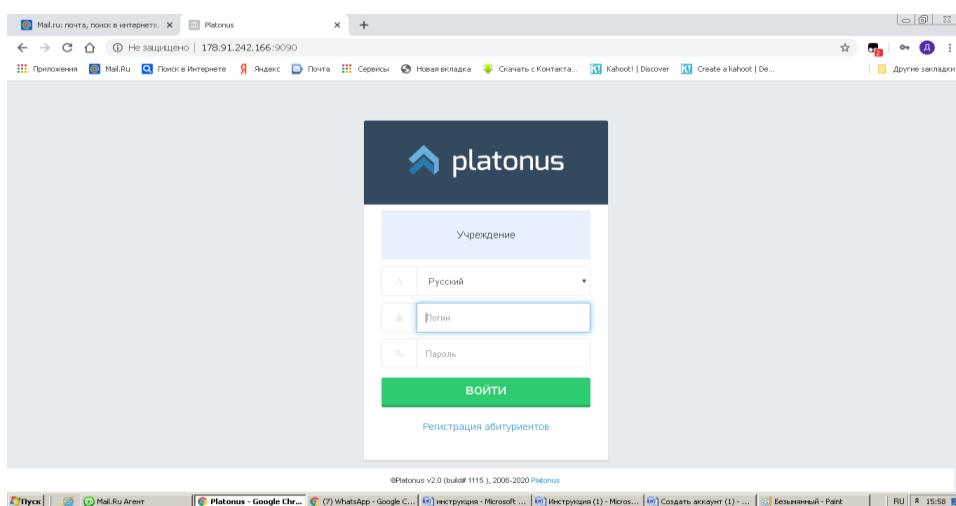 Mail.ru: почта, поиск в интернете,
Platonus
Не защищено | 178.91.242.166:9090
Д
Приложения Mail.Ru Поиск в Интернете Яндекс Почта Сервисы Новая вкладка Скачать с Контакта... Kahoot! | Discover Create a kahoot | De... Другие закладки
platonus
Учреждение
Русский
Логин
Пароль
ВОЙТИ
Регистрация абитуриентов
©Platonus v2.0 (build# 1115 ), 2006-2020 Platonus
Пуск Mail.Ru Агент Platonus - Google Chr... (7) WhatsApp - Google C... инструкция - Microsoft ... Инструкция (1) - Micros... Создать аккаунт (1) - ... Безымянный - Paint RU 15:58